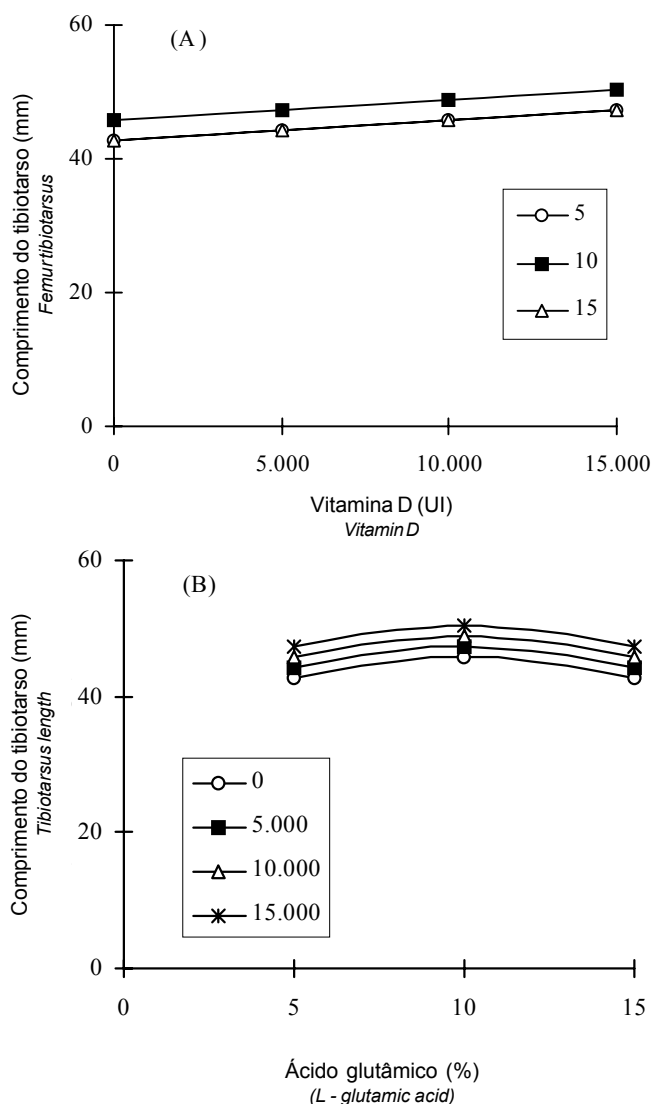 60
(A)
40
20
0
Comprimento do tibiotarso (mm)
Femurtibiotarsus
5
10
15
0 5.000 10.000 15.000
Vitamina D (UI)
Vitamin D
60
(B)
40
20
0
Comprimento do tibiotarso (mm)
Tibiotarsus length
0
5.000
10.000
15.000
0 5 10 15
Ácido glutâmico (%)
(L - glutamic acid)